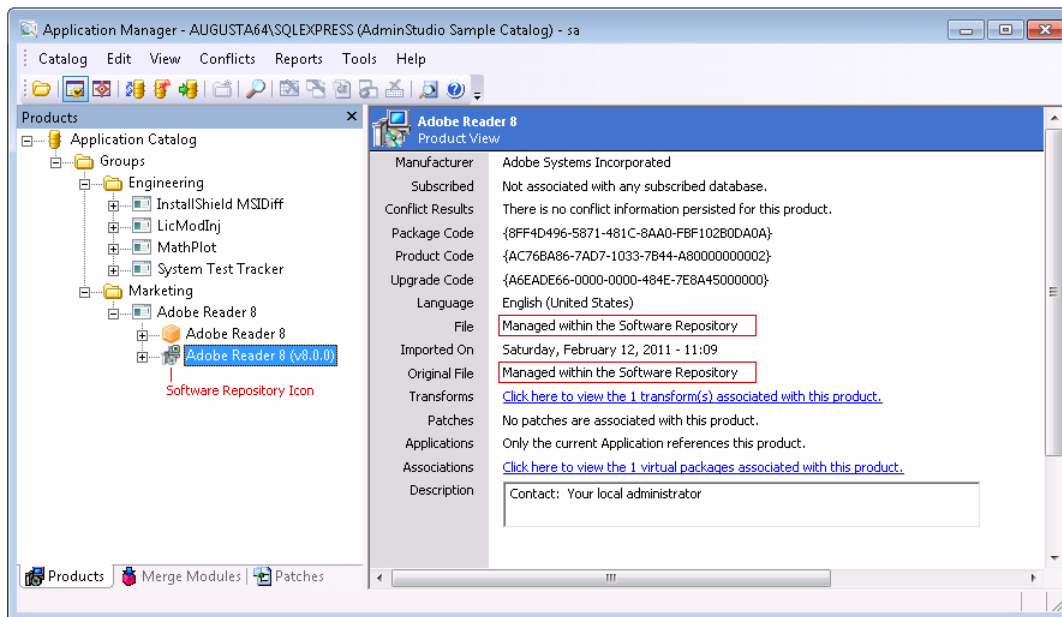 Application Manager - AUGUSTA64\SQLEXPRESS (AdminStudio Sample Catalog) - sa
Catalog Edit View Conflicts Reports Tools Help
Products
Application Catalog
Groups
Engineering
InstallShield MSIDiff
LicModInj
MathPlot
System Test Tracker
Marketing
Adobe Reader 8
Adobe Reader 8
Adobe Reader 8 (v8.0.0)
Software Repository Icon
Products Merge Modules Patches
Adobe Reader 8
Product View
Manufacturer Adobe Systems Incorporated
Subscribed Not associated with any subscribed database.
Conflict Results There is no conflict information persisted for this product.
Package Code {8FF4D496-5871-481C-8AA0-FBF102B0DA0A}
Product Code {AC76BA86-7AD7-1033-7B44-A80000000002}
Upgrade Code {A6EADE66-0000-0000-484E-7E8A45000000}
Language English (United States)
File Managed within the Software Repository
Imported On Saturday, February 12, 2011 - 11:09
Original File Managed within the Software Repository
Transforms Click here to view the 1 transform(s) associated with this product.
Patches No patches are associated with this product.
Applications Only the current Application references this product.
Associations Click here to view the 1 virtual packages associated with this product.
Description Contact: Your local administrator